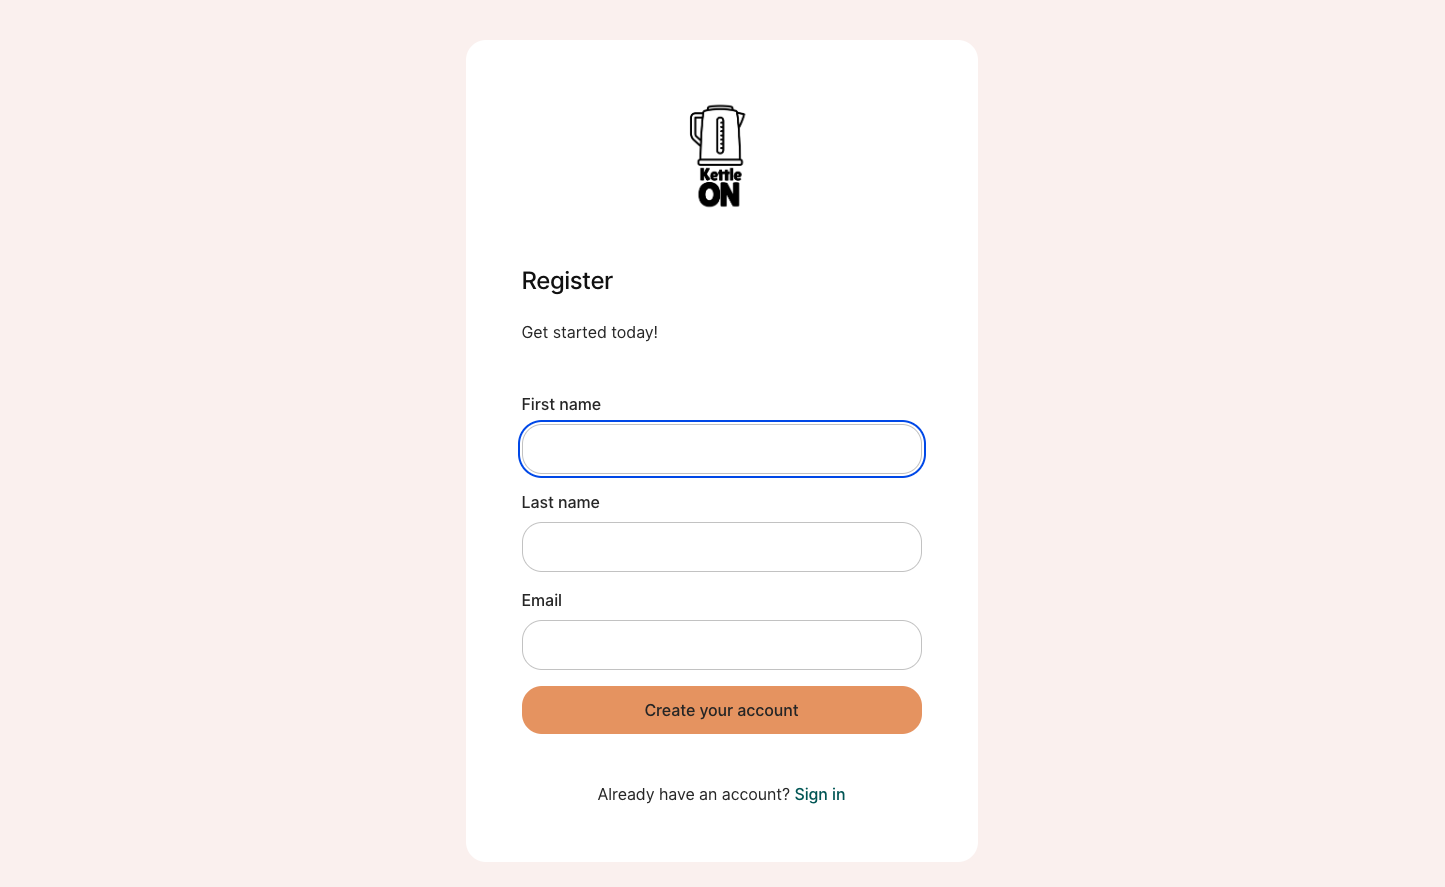 Kettle
ON
Register
Get started today!
First name
Last name
Email
Create your account
Already have an account? Sign in